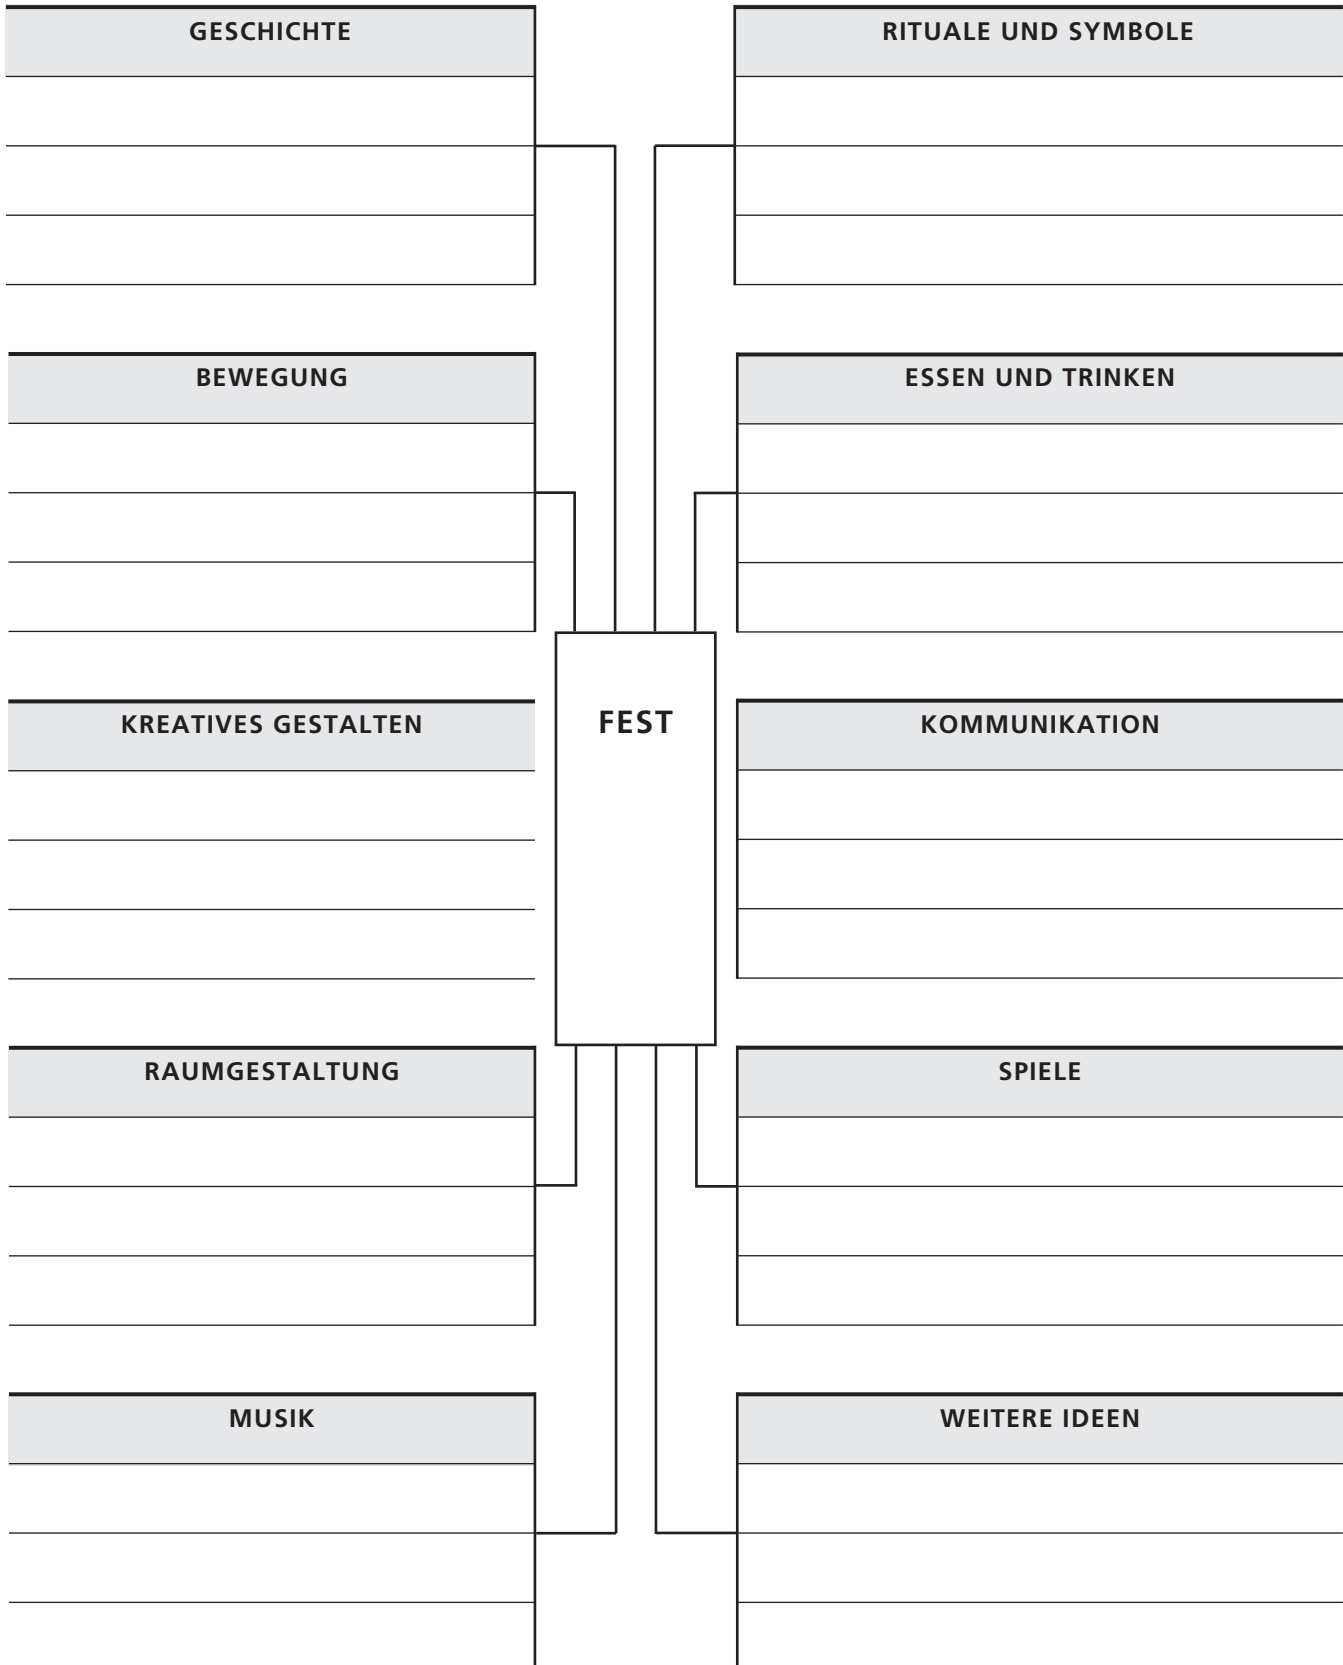 GESCHICHTE
RITUALE UND SYMBOLE
BEWEGUNG
ESSEN UND TRINKEN
KREATIVES GESTALTEN
FEST
KOMMUNIKATION
RAUMGESTALTUNG
SPIELE
MUSIK
WEITERE IDEEN